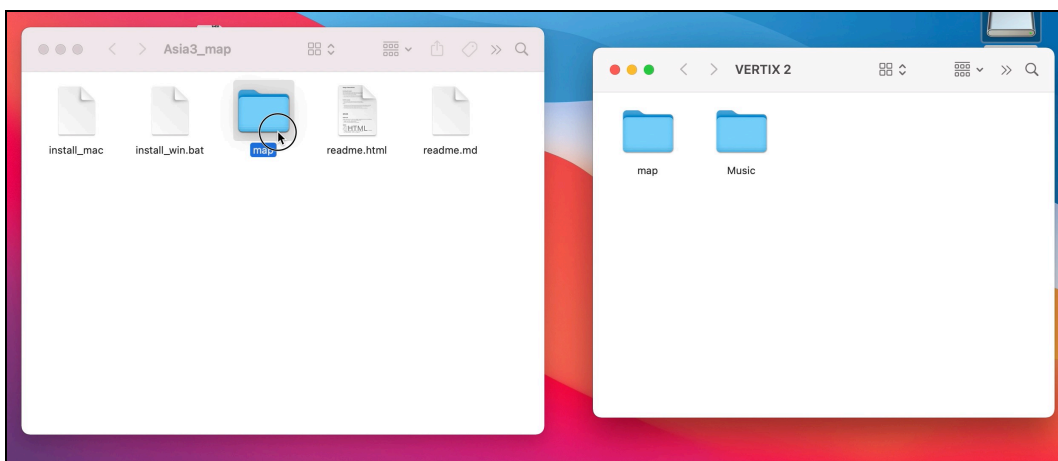 Asia3_map
install_mac
install_win.bat
map
readme.html
readme.md
HTML
VERTIX 2
map
Music